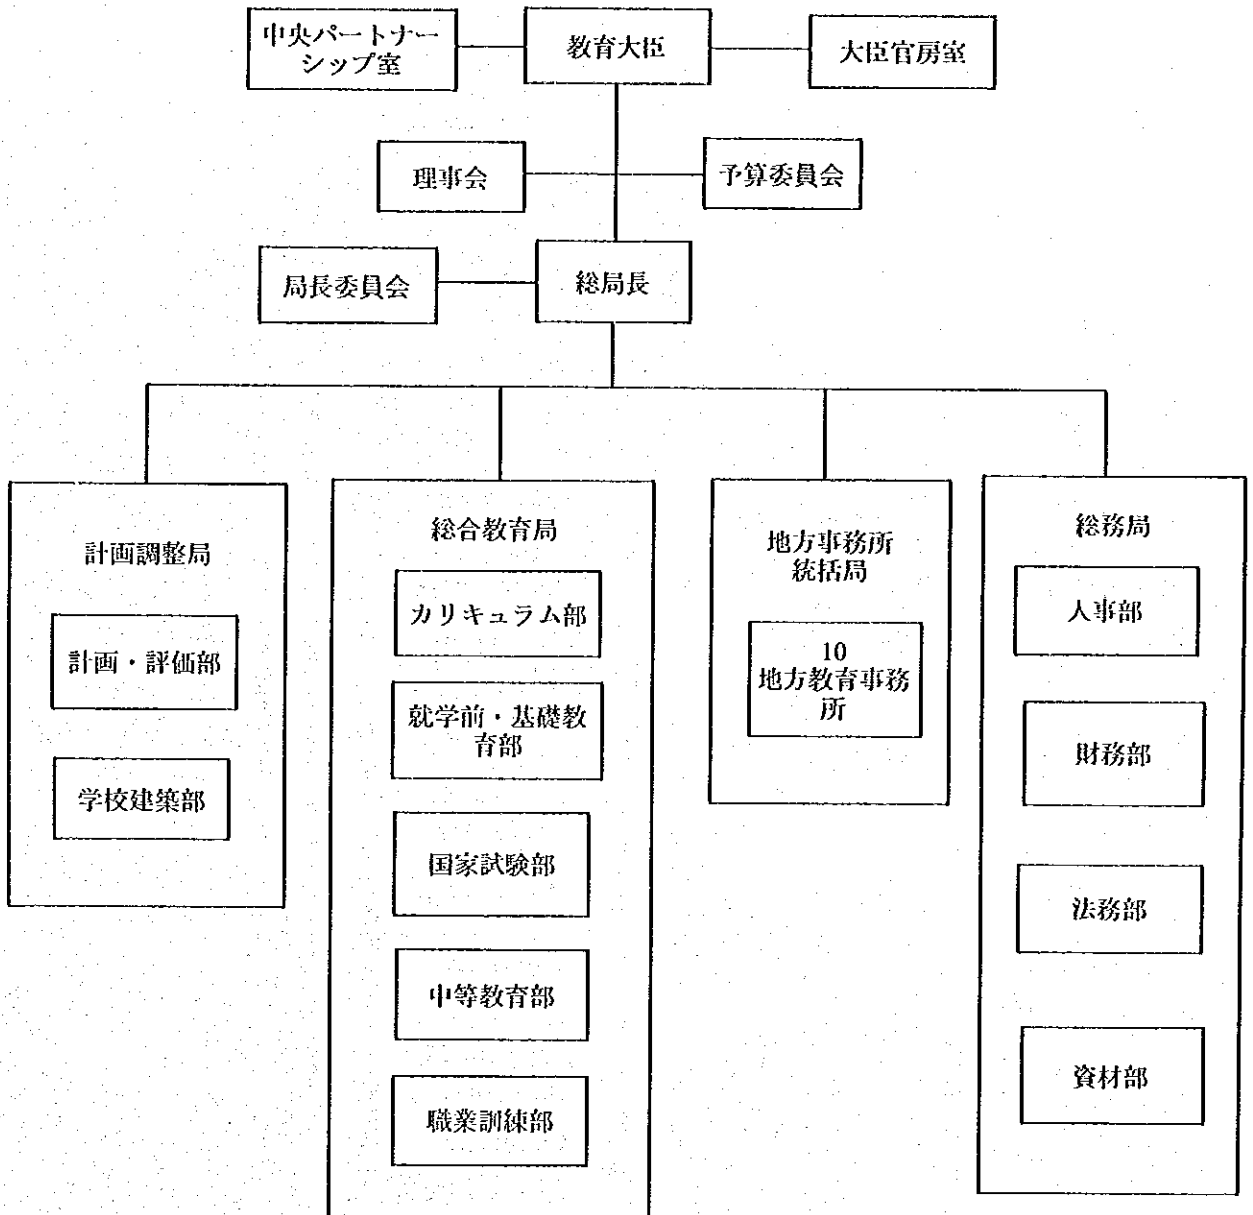 中央パートナー
シップ室
教育大臣
大臣官房室
理事会
予算委員会
局長委員会
総局長
計画調整局
計画・評価部
学校建築部
総合教育局
カリキュラム部
就学前・基礎教
育部
国家試験部
中等教育部
職業訓練部
地方事務所
統括局
10
地方教育事務
所
総務局
人事部
財務部
法務部
資材部